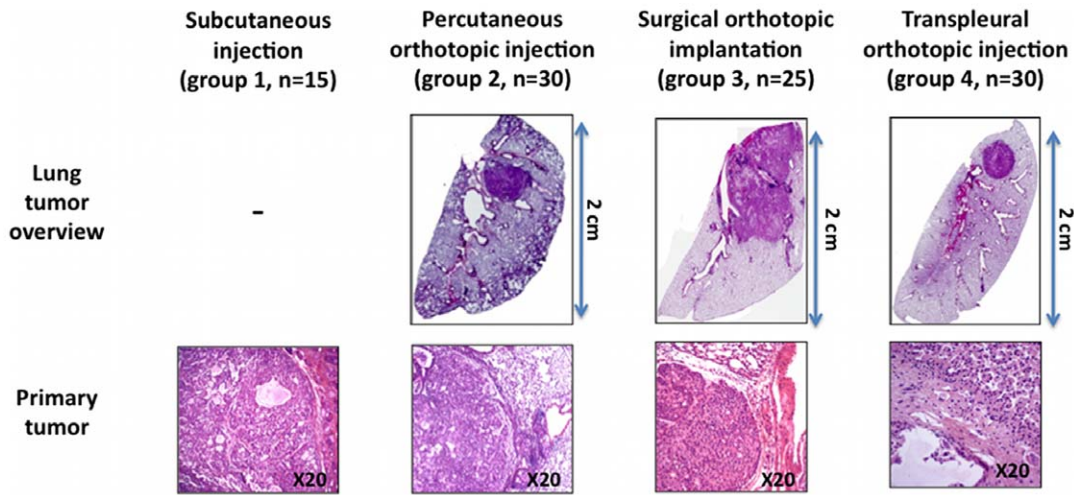 Subcutaneous
injection
(group 1, n=15)
Percutaneous
orthotopic injection
(group 2, n=30)
Surgical orthotopic
implantation
(group 3, n=25)
Transpleural
orthotopic injection
(group 4, n=30)
Lung
tumor
overview
-
2 cm
2 cm
2 cm
Primary
tumor
X20
X20
X20
X20